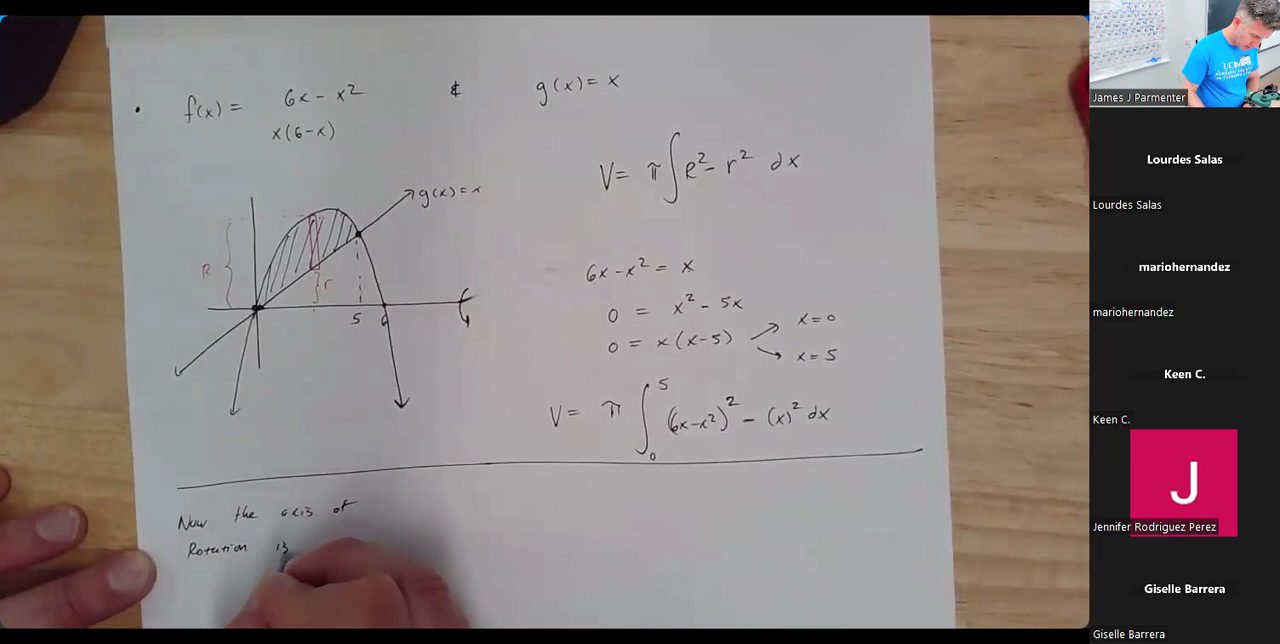 f(x) = 6x - x² & g(x) = x
x(6-x)
V = π∫R² - r² dx
g(x) = x
R
r
5
6
6x - x² = x
0 = x² - 5x
0 = x(x-5)
x = 0
x = 5
V = π ∫₀⁵ (6x-x²)² - (x)² dx
Now the axis of
Rotation is
UCI
James J Parmenter
Lourdes Salas
Lourdes Salas
mariohernandez
mariohernandez
Keen C.
Keen C.
J
Jennifer Rodriguez Perez
Giselle Barrera
Giselle Barrera